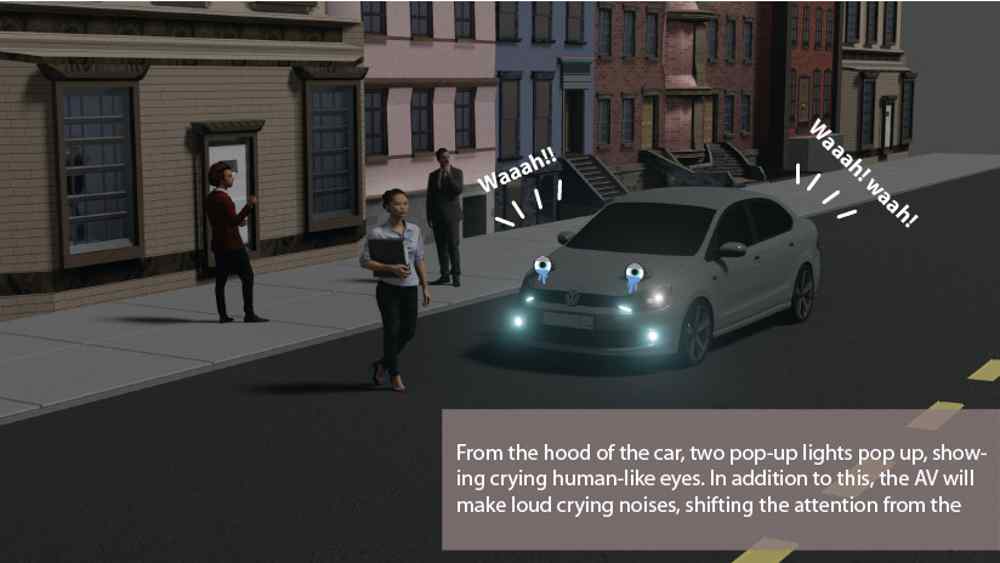 Waaah!!
Waaah! waah!
From the hood of the car, two pop-up lights pop up, show-
ing crying human-like eyes. In addition to this, the AV will
make loud crying noises, shifting the attention from the